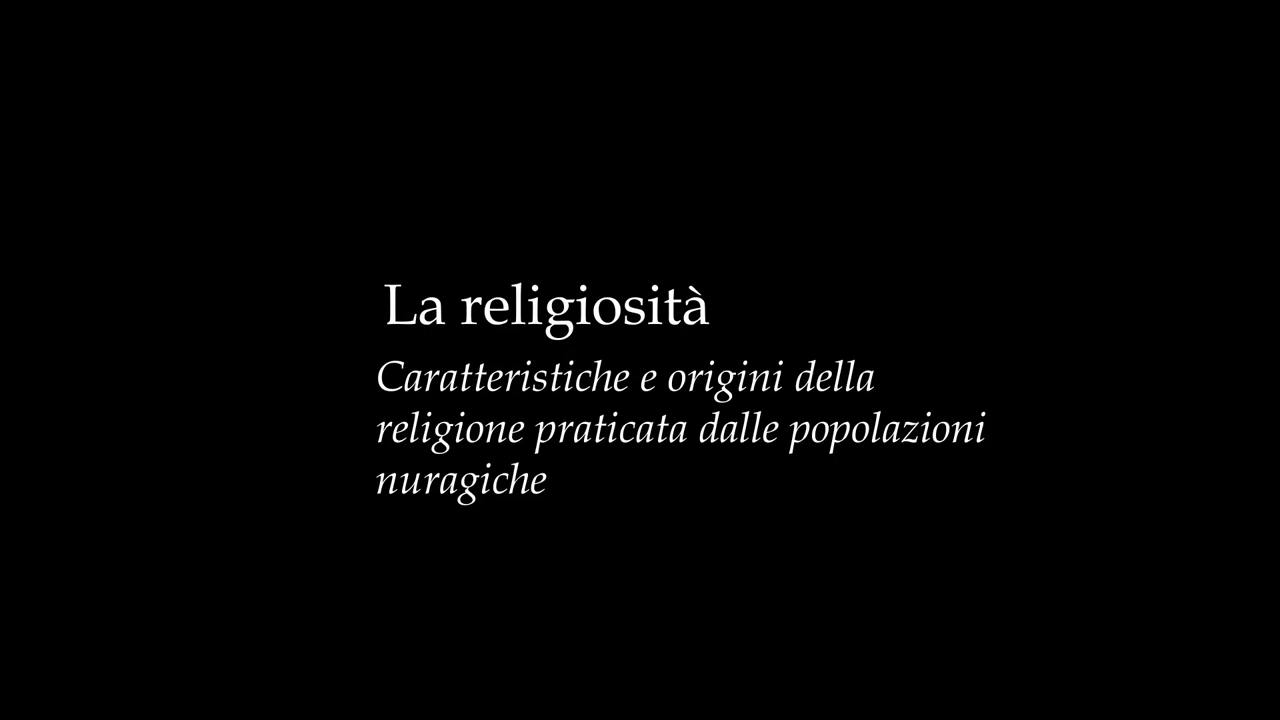 La religiosità
Caratteristiche e origini della
religione praticata dalle popolazioni
nuragiche